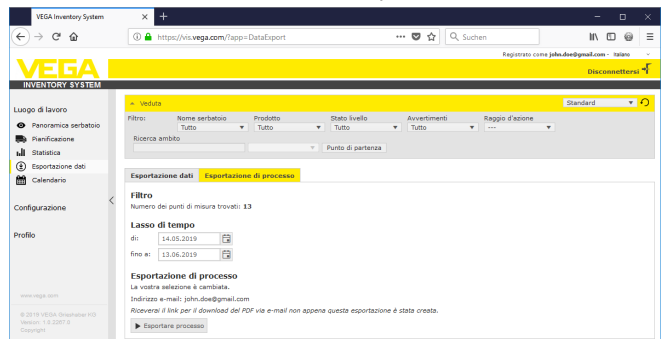 VEGA Inventory System
https://vis.vega.com/?app=DataExport
Suchen
Registrato come john.doe@gmail.com - Italiano
VEGA
INVENTORY SYSTEM
Disconnettersi
Luogo di lavoro
Panoramica serbatoio
Pianificazione
Statistica
Esportazione dati
Calendario
Configurazione
Profilo
www.vega.com
© 2019 VEGA Grieshaber KG
Version 1.0.2267.0
Copyright
Veduta
Standard
Filtro:
Nome serbatoio
Prodotto
Stato livello
Avvertimenti
Raggio d'azione
Tutto
Tutto
Tutto
Tutto
---
Ricerca ambito
Punto di partenza
Esportazione dati
Esportazione di processo
Filtro
Numero dei punti di misura trovati: 13
Lasso di tempo
di: 14.05.2019
fino a: 13.06.2019
Esportazione di processo
La vostra selezione è cambiata.
Indirizzo e-mail: john.doe@gmail.com
Riceverai il link per il download del PDF via e-mail non appena questa esportazione è stata creata.
Esportare processo